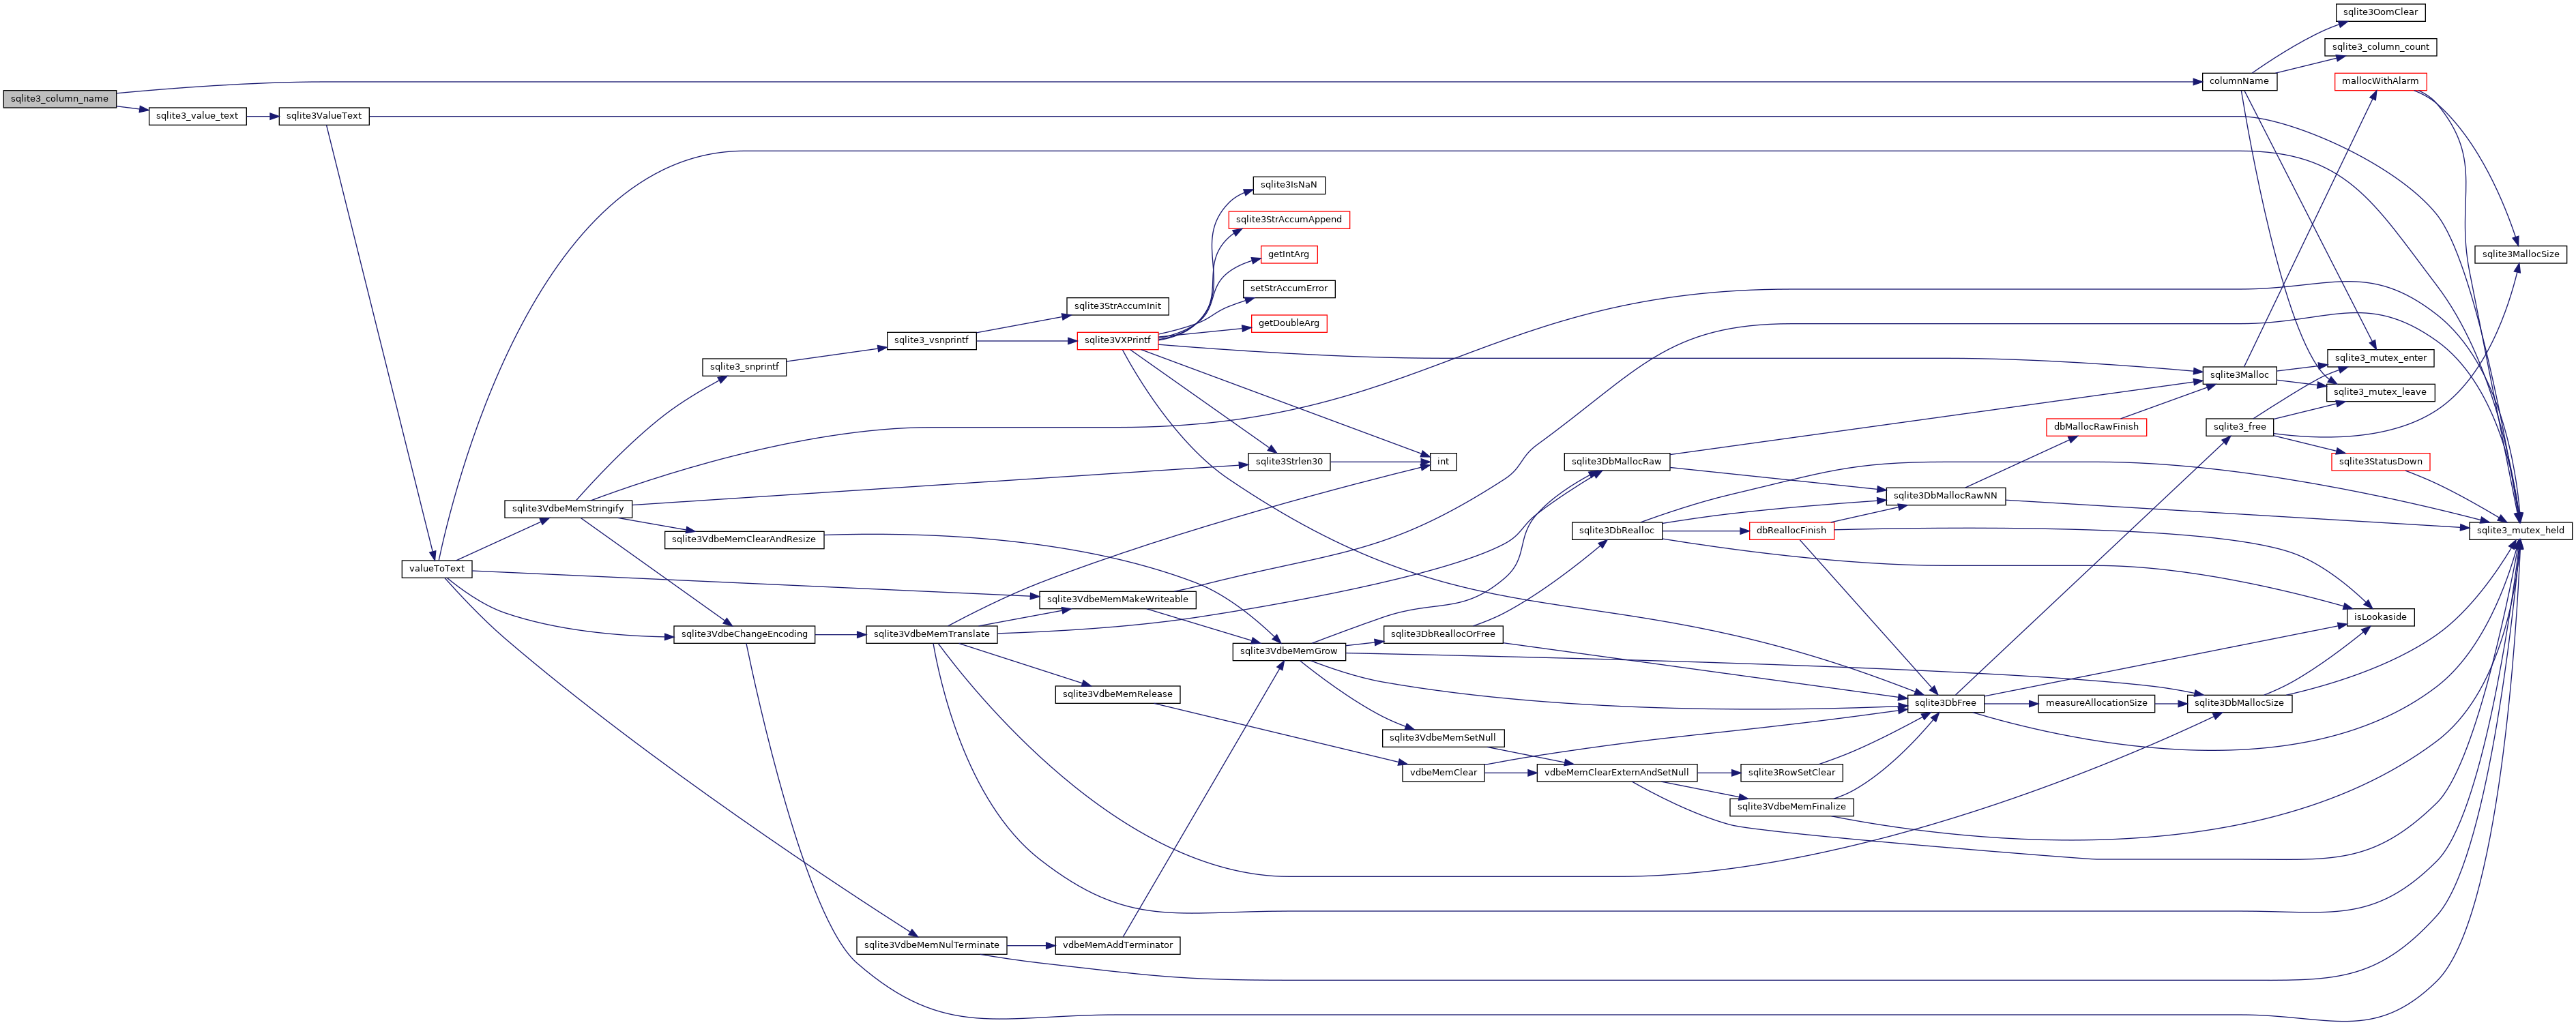 sqlite3OomClear
sqlite3_column_count
columnName
mallocWithAlarm
sqlite3_column_name
sqlite3_value_text
sqlite3ValueText
sqlite3IsNaN
sqlite3StrAccumAppend
getIntArg
sqlite3MallocSize
setStrAccumError
sqlite3StrAccumInit
getDoubleArg
sqlite3_vsnprintf
sqlite3VXPrintf
sqlite3_mutex_enter
sqlite3_snprintf
sqlite3Malloc
sqlite3_mutex_leave
dbMallocRawFinish
sqlite3_free
sqlite3Strlen30
int
sqlite3DbMallocRaw
sqlite3StatusDown
sqlite3DbMallocRawNN
sqlite3VdbeMemStringify
sqlite3DbRealloc
dbReallocFinish
sqlite3_mutex_held
sqlite3VdbeMemClearAndResize
valueToText
sqlite3VdbeMemMakeWriteable
isLookaside
sqlite3VdbeChangeEncoding
sqlite3VdbeMemTranslate
sqlite3DbReallocOrFree
sqlite3VdbeMemGrow
sqlite3VdbeMemRelease
sqlite3DbFree
measureAllocationSize
sqlite3DbMallocSize
sqlite3VdbeMemSetNull
vdbeMemClear
vdbeMemClearExternAndSetNull
sqlite3RowSetClear
sqlite3VdbeMemFinalize
sqlite3VdbeMemNulTerminate
vdbeMemAddTerminator